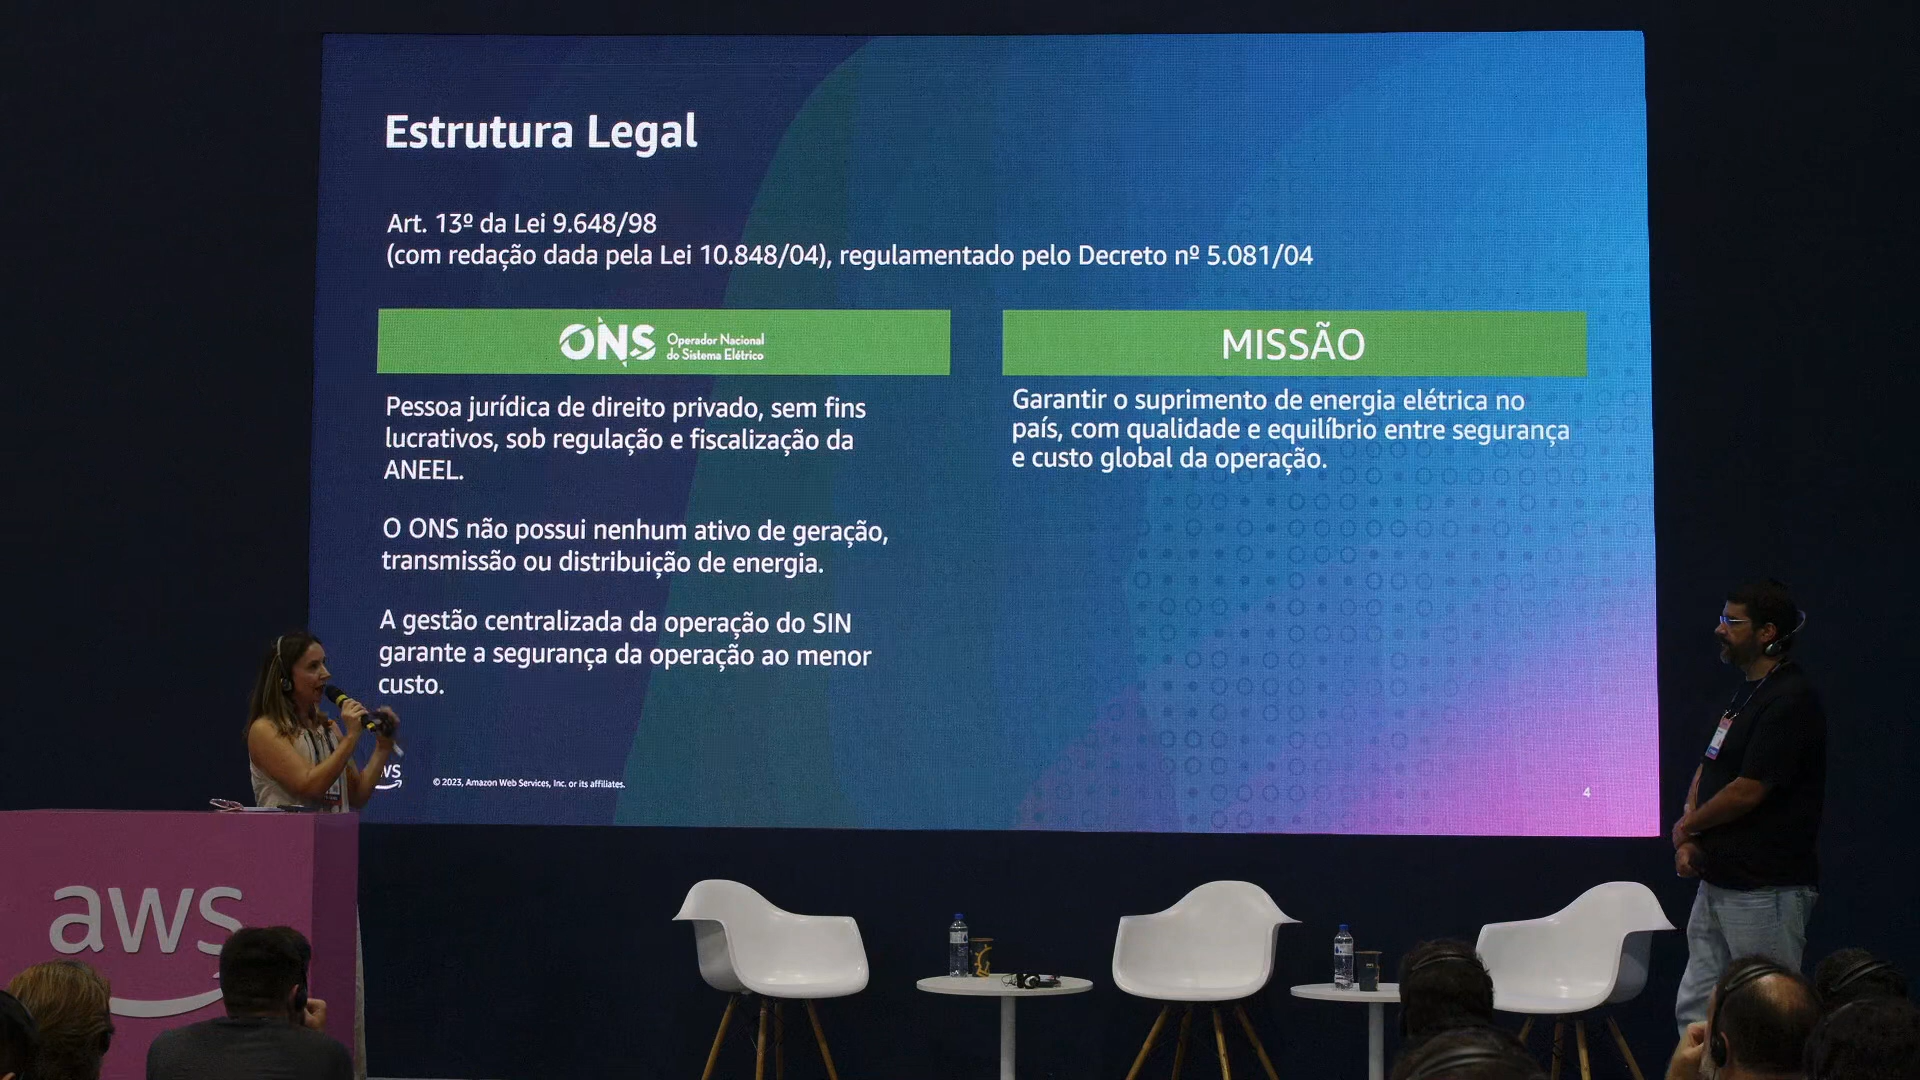 Estrutura Legal
Art. 13º da Lei 9.648/98
(com redação dada pela Lei 10.848/04), regulamentado pelo Decreto nº 5.081/04
ONS Operador Nacional
do Sistema Elétrico
Pessoa jurídica de direito privado, sem fins
lucrativos, sob regulação e fiscalização da
ANEEL.
O ONS não possui nenhum ativo de geração,
transmissão ou distribuição de energia.
A gestão centralizada da operação do SIN
garante a segurança da operação ao menor
custo.
MISSÃO
Garantir o suprimento de energia elétrica no
país, com qualidade e equilíbrio entre segurança
e custo global da operação.
© 2023, Amazon Web Services, Inc. or its affiliates.
4
aws